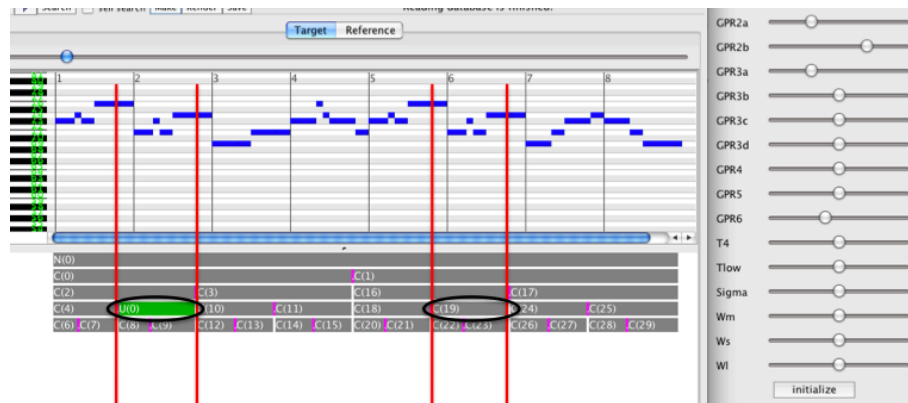 P Search self search Make Render Save Reading database is finished.
Target Reference
1 2 3 4 5 6 7 8
N(0)
C(0) C(1)
C(2) C(3) C(16) C(17)
C(4) U(0) C(10) C(11) C(18) C(19) C(24) C(25)
C(6) C(7) C(8) C(9) C(12) C(13) C(14) C(15) C(20) C(21) C(22) C(23) C(26) C(27) C(28) C(29)
GPR2a
GPR2b
GPR3a
GPR3b
GPR3c
GPR3d
GPR4
GPR5
GPR6
T4
Tlow
Sigma
Wm
Ws
Wl
initialize